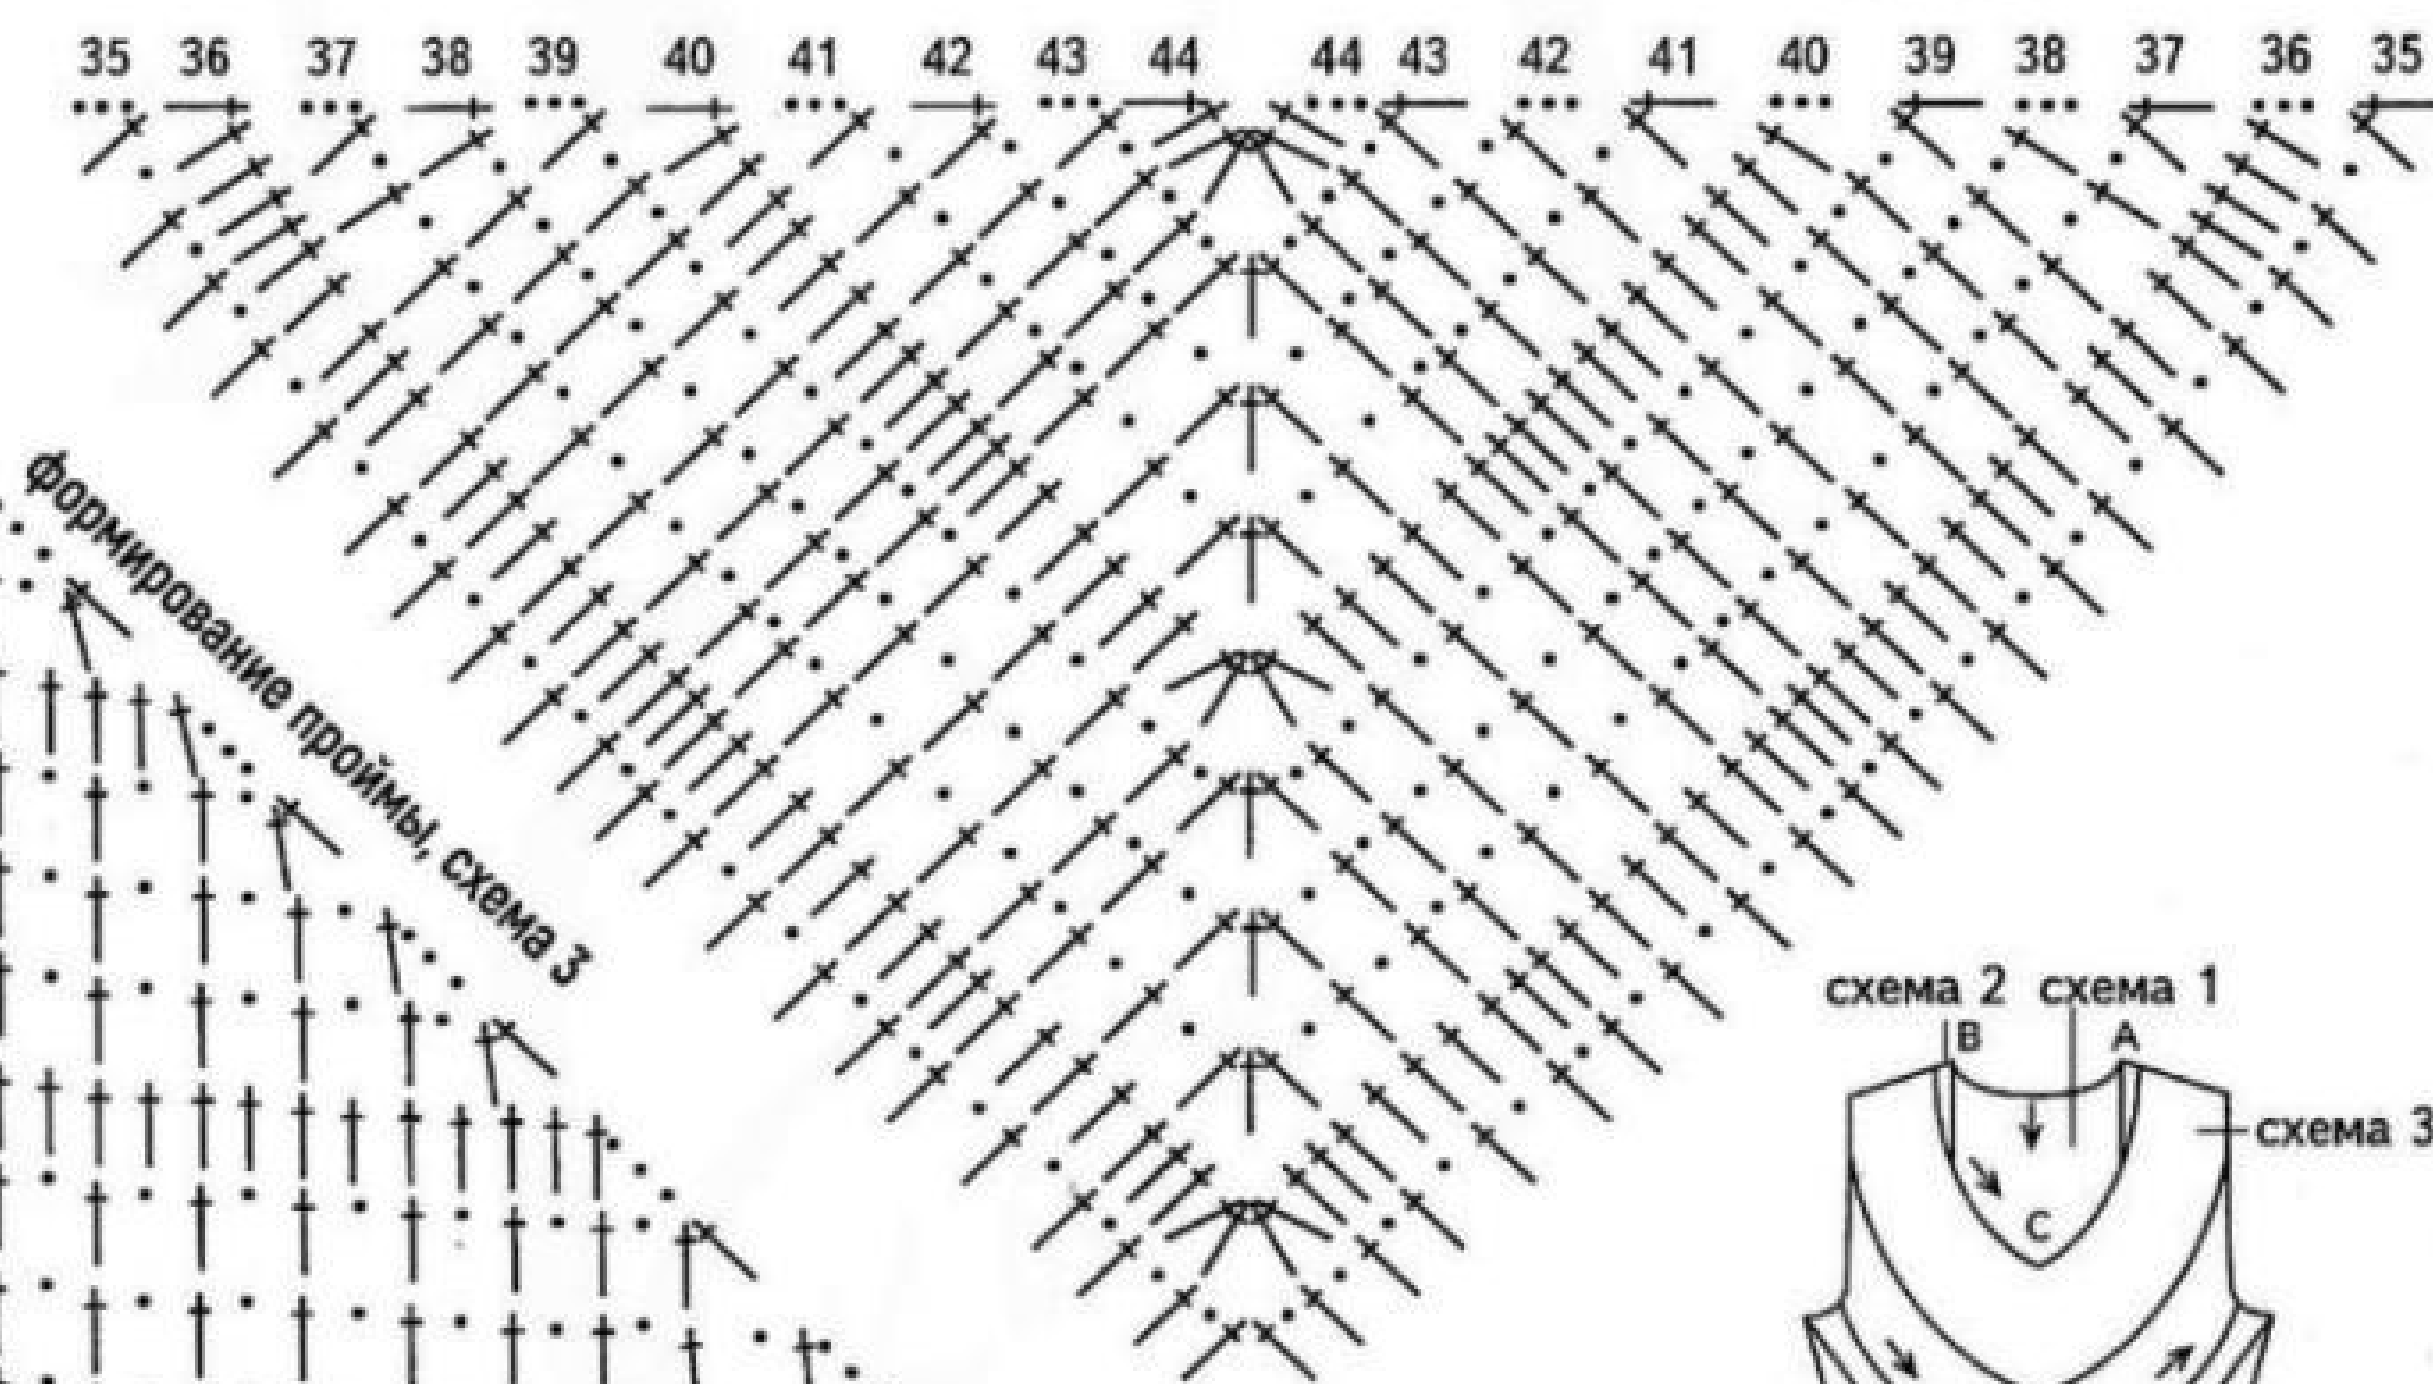 35 36 37 38 39 40 41 42 43 44 44 43 42 41 40 39 38 37 36 35
формирование проймы, схема 3
схема 2 схема 1
B A
схема 3
C